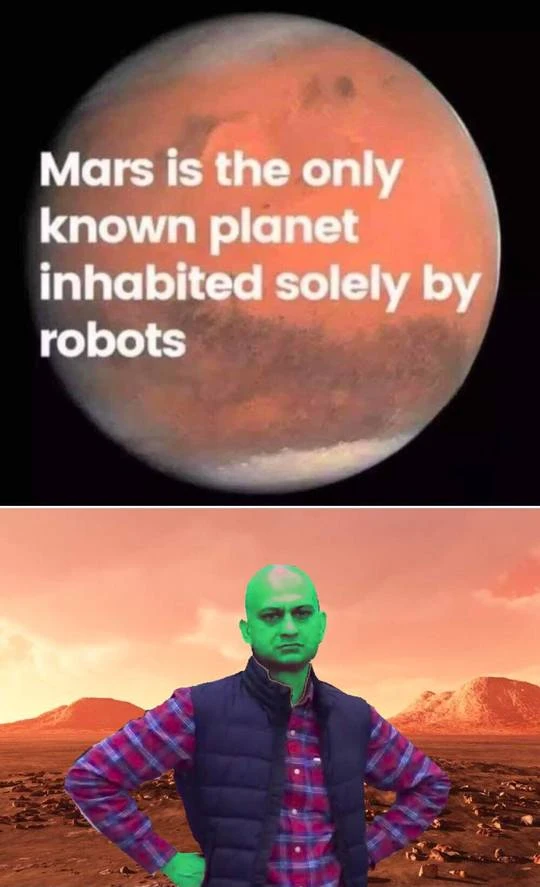 Mars is the only
known planet
inhabited solely by
robots